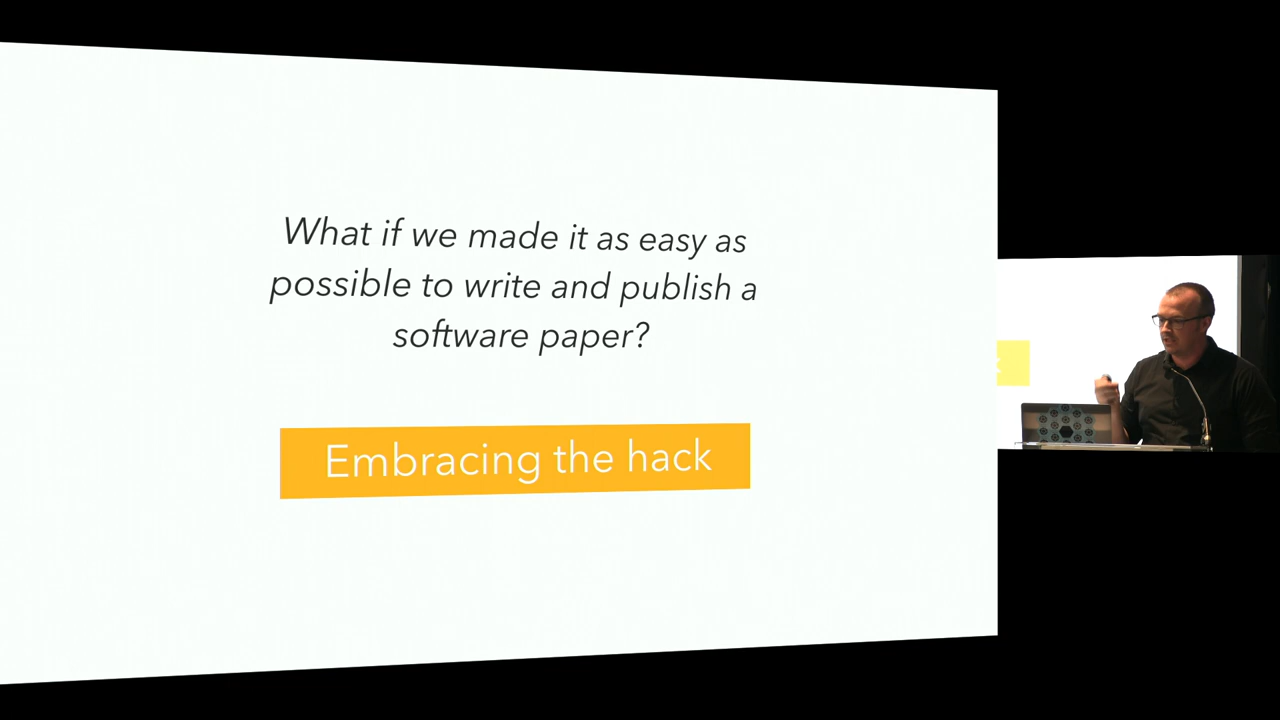 What if we made it as easy as
possible to write and publish a
software paper?
Embracing the hack